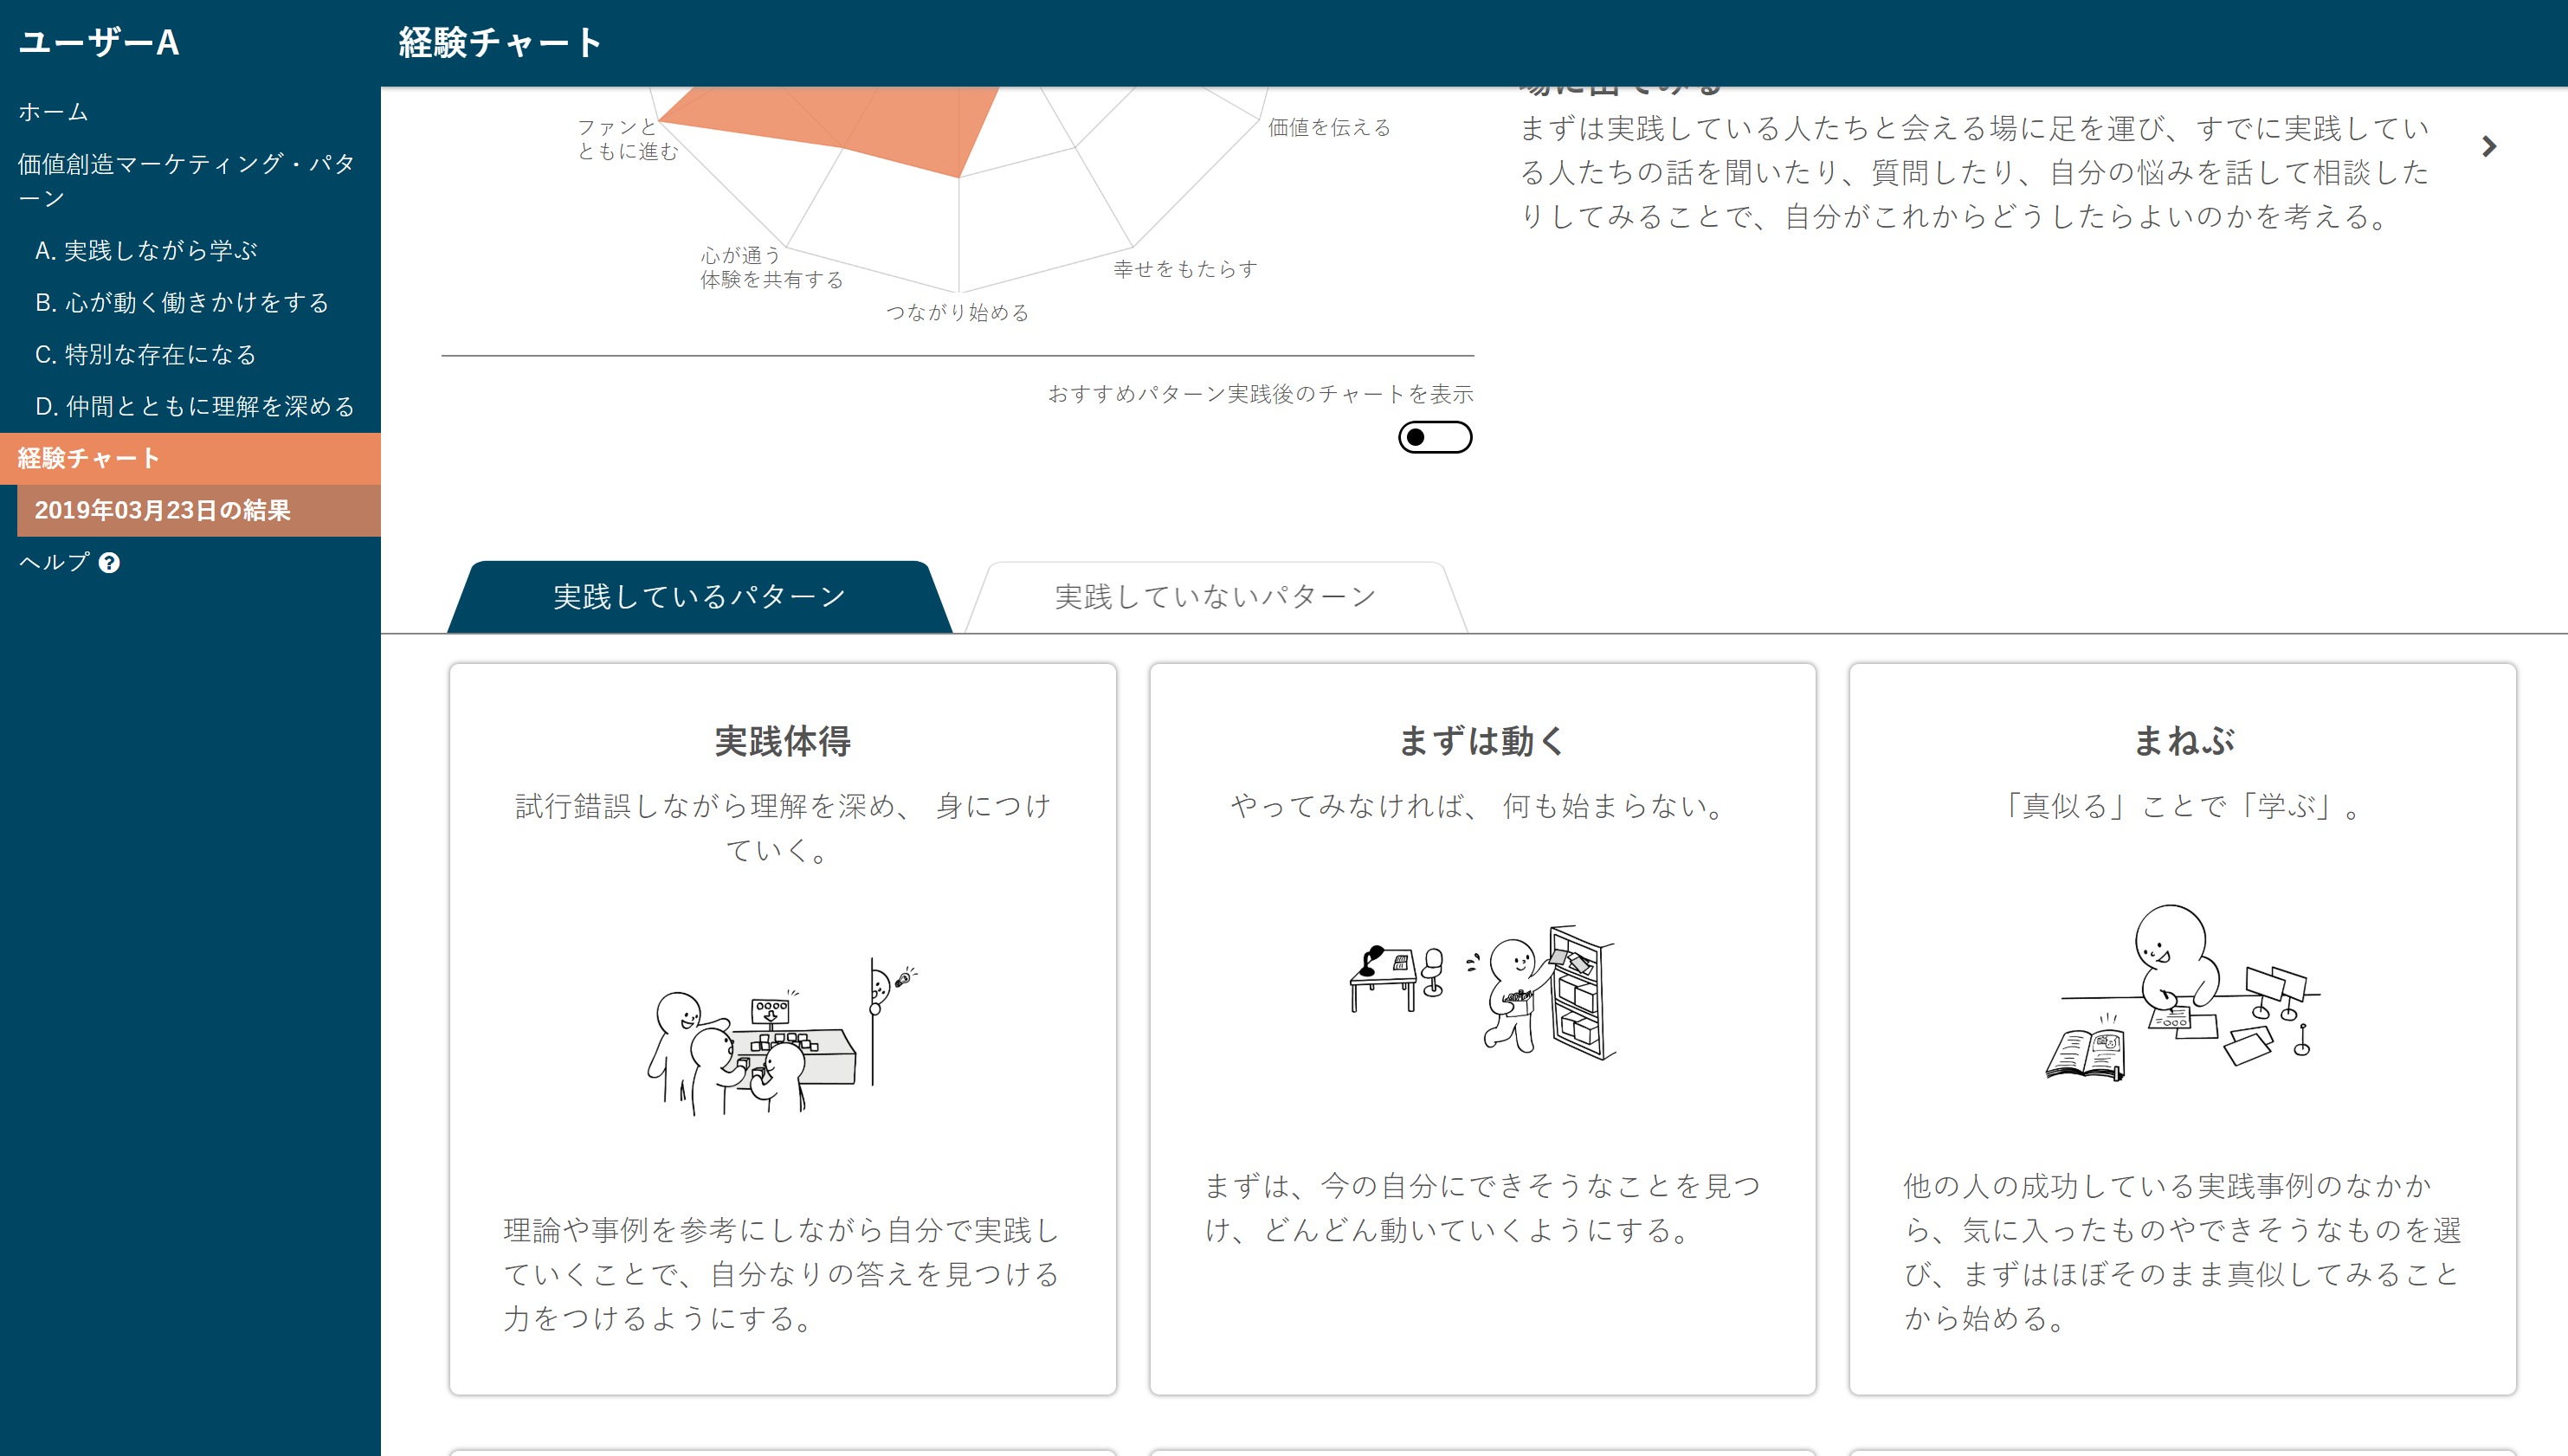 ユーザーA
ホーム
価値創造マーケティング・パタ
ーン
A. 実践しながら学ぶ
B. 心が動く働きかけをする
C. 特別な存在になる
D. 仲間とともに理解を深める
経験チャート
2019年03月23日の結果
ヘルプ
経験チャート
ファンと
ともに進む
価値を伝える
心が通う
体験を共有する
幸せをもたらす
つながり始める
場に出てみる
まずは実践している人たちと会える場に足を運び、すでに実践してい
る人たちの話を聞いたり、質問したり、自分の悩みを話して相談した
りしてみることで、自分がこれからどうしたらよいのかを考える。
おすすめパターン実践後のチャートを表示
実践しているパターン
実践していないパターン
実践体得
試行錯誤しながら理解を深め、 身につけ
ていく。
理論や事例を参考にしながら自分で実践し
ていくことで、自分なりの答えを見つける
力をつけるようにする。
まずは動く
やってみなければ、 何も始まらない。
まずは、今の自分にできそうなことを見つ
け、どんどん動いていくようにする。
まねぶ
「真似る」ことで「学ぶ」。
他の人の成功している実践事例のなかか
ら、気に入ったものやできそうなものを選
び、まずはほぼそのまま真似してみること
から始める。